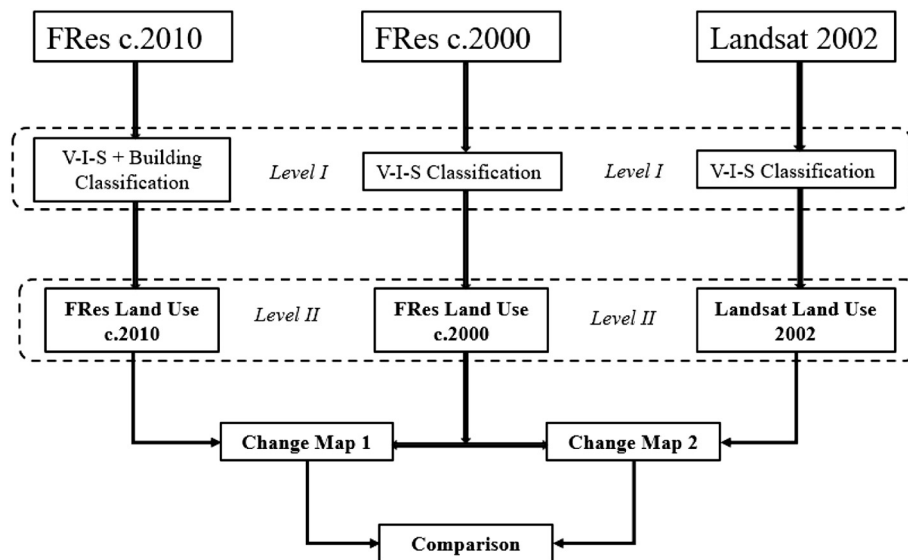 FRes c.2010
FRes c.2000
Landsat 2002
V-I-S + Building
Classification
Level I
V-I-S Classification
Level I
V-I-S Classification
FRes Land Use
c.2010
Level II
FRes Land Use
c.2000
Level II
Landsat Land Use
2002
Change Map 1
Change Map 2
Comparison